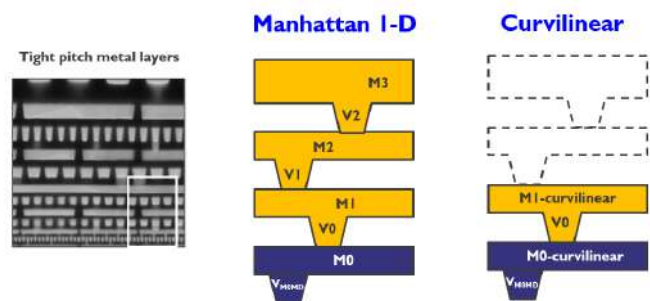 Manhattan 1-D
Curvilinear
Tight pitch metal layers
M3
V2
M2
V1
M1
V0
M0
VM0MD
M1-curvilinear
V0
M0-curvilinear
VM0MD